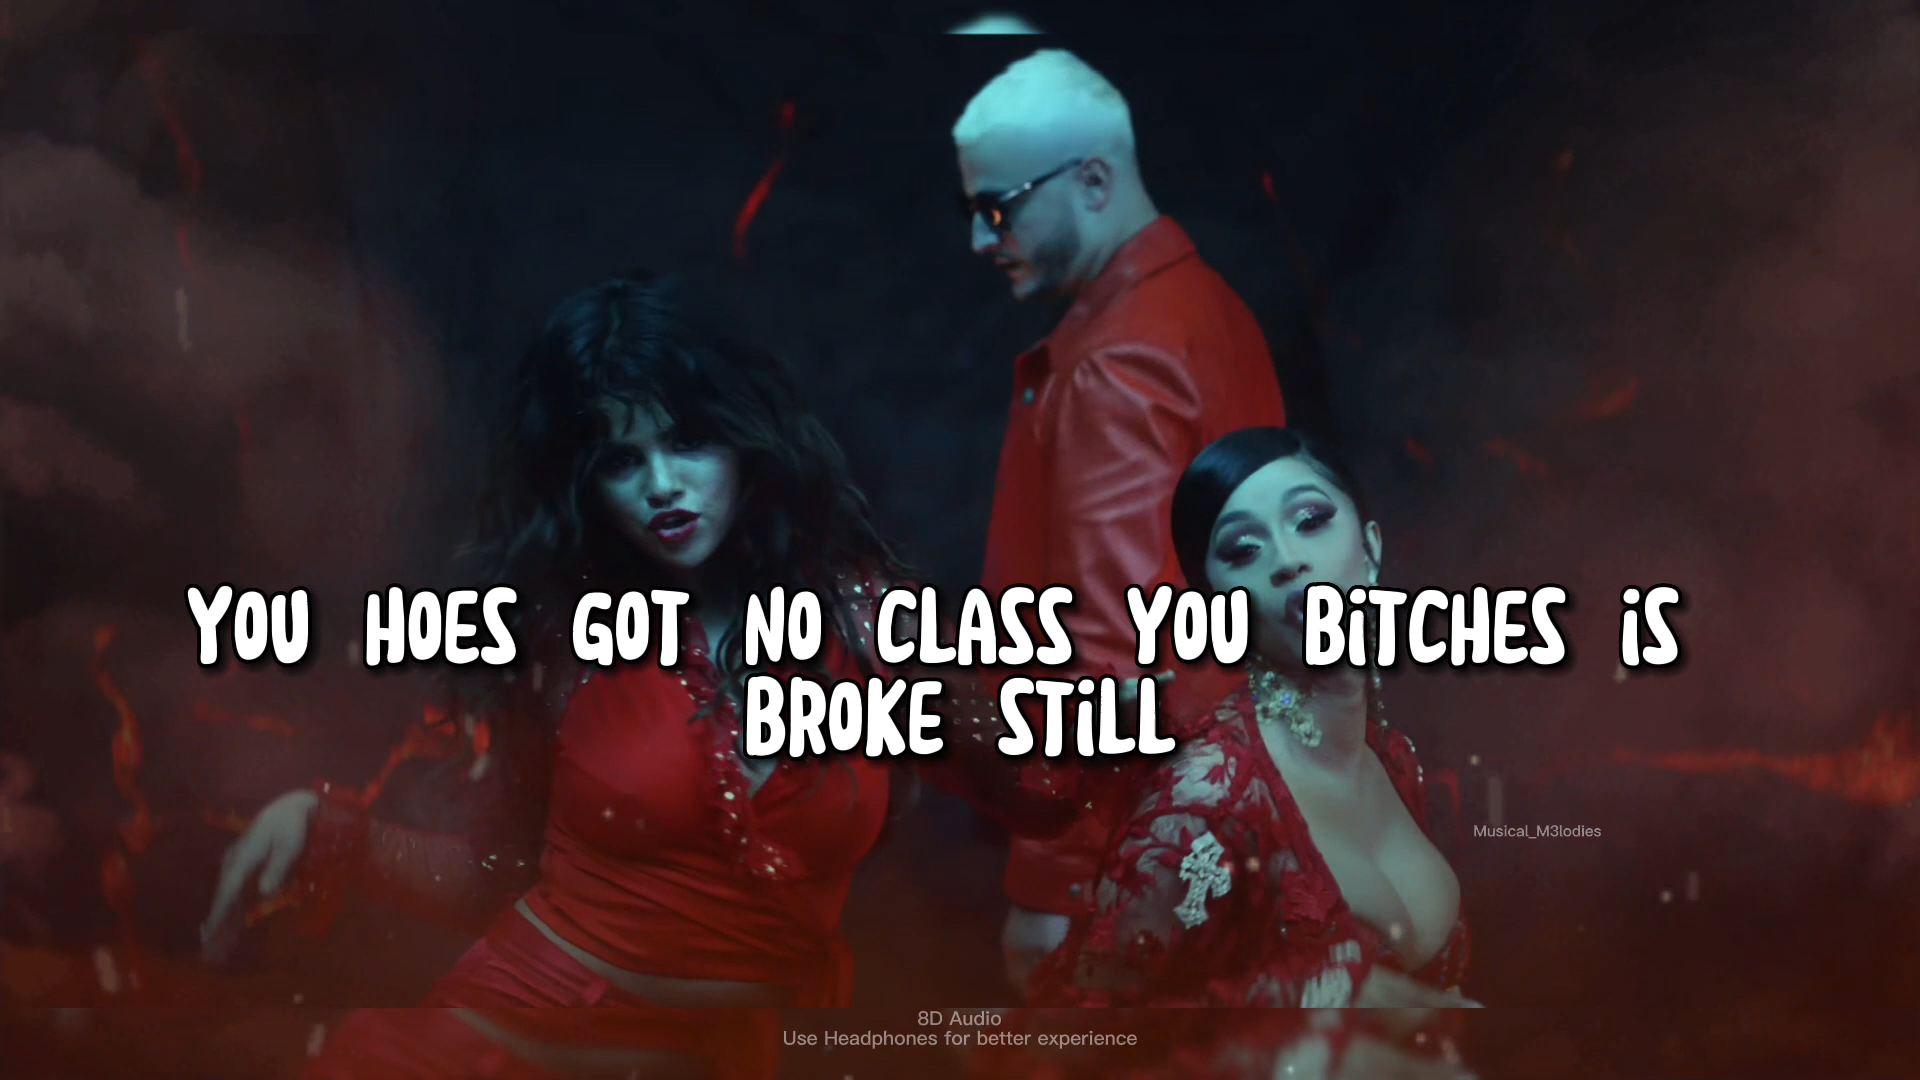 YOU HOES GOT NO CLASS YOU BiTCHES iS
BROKE STiLL
Musical_M3lodies
8D Audio
Use Headphones for better experience